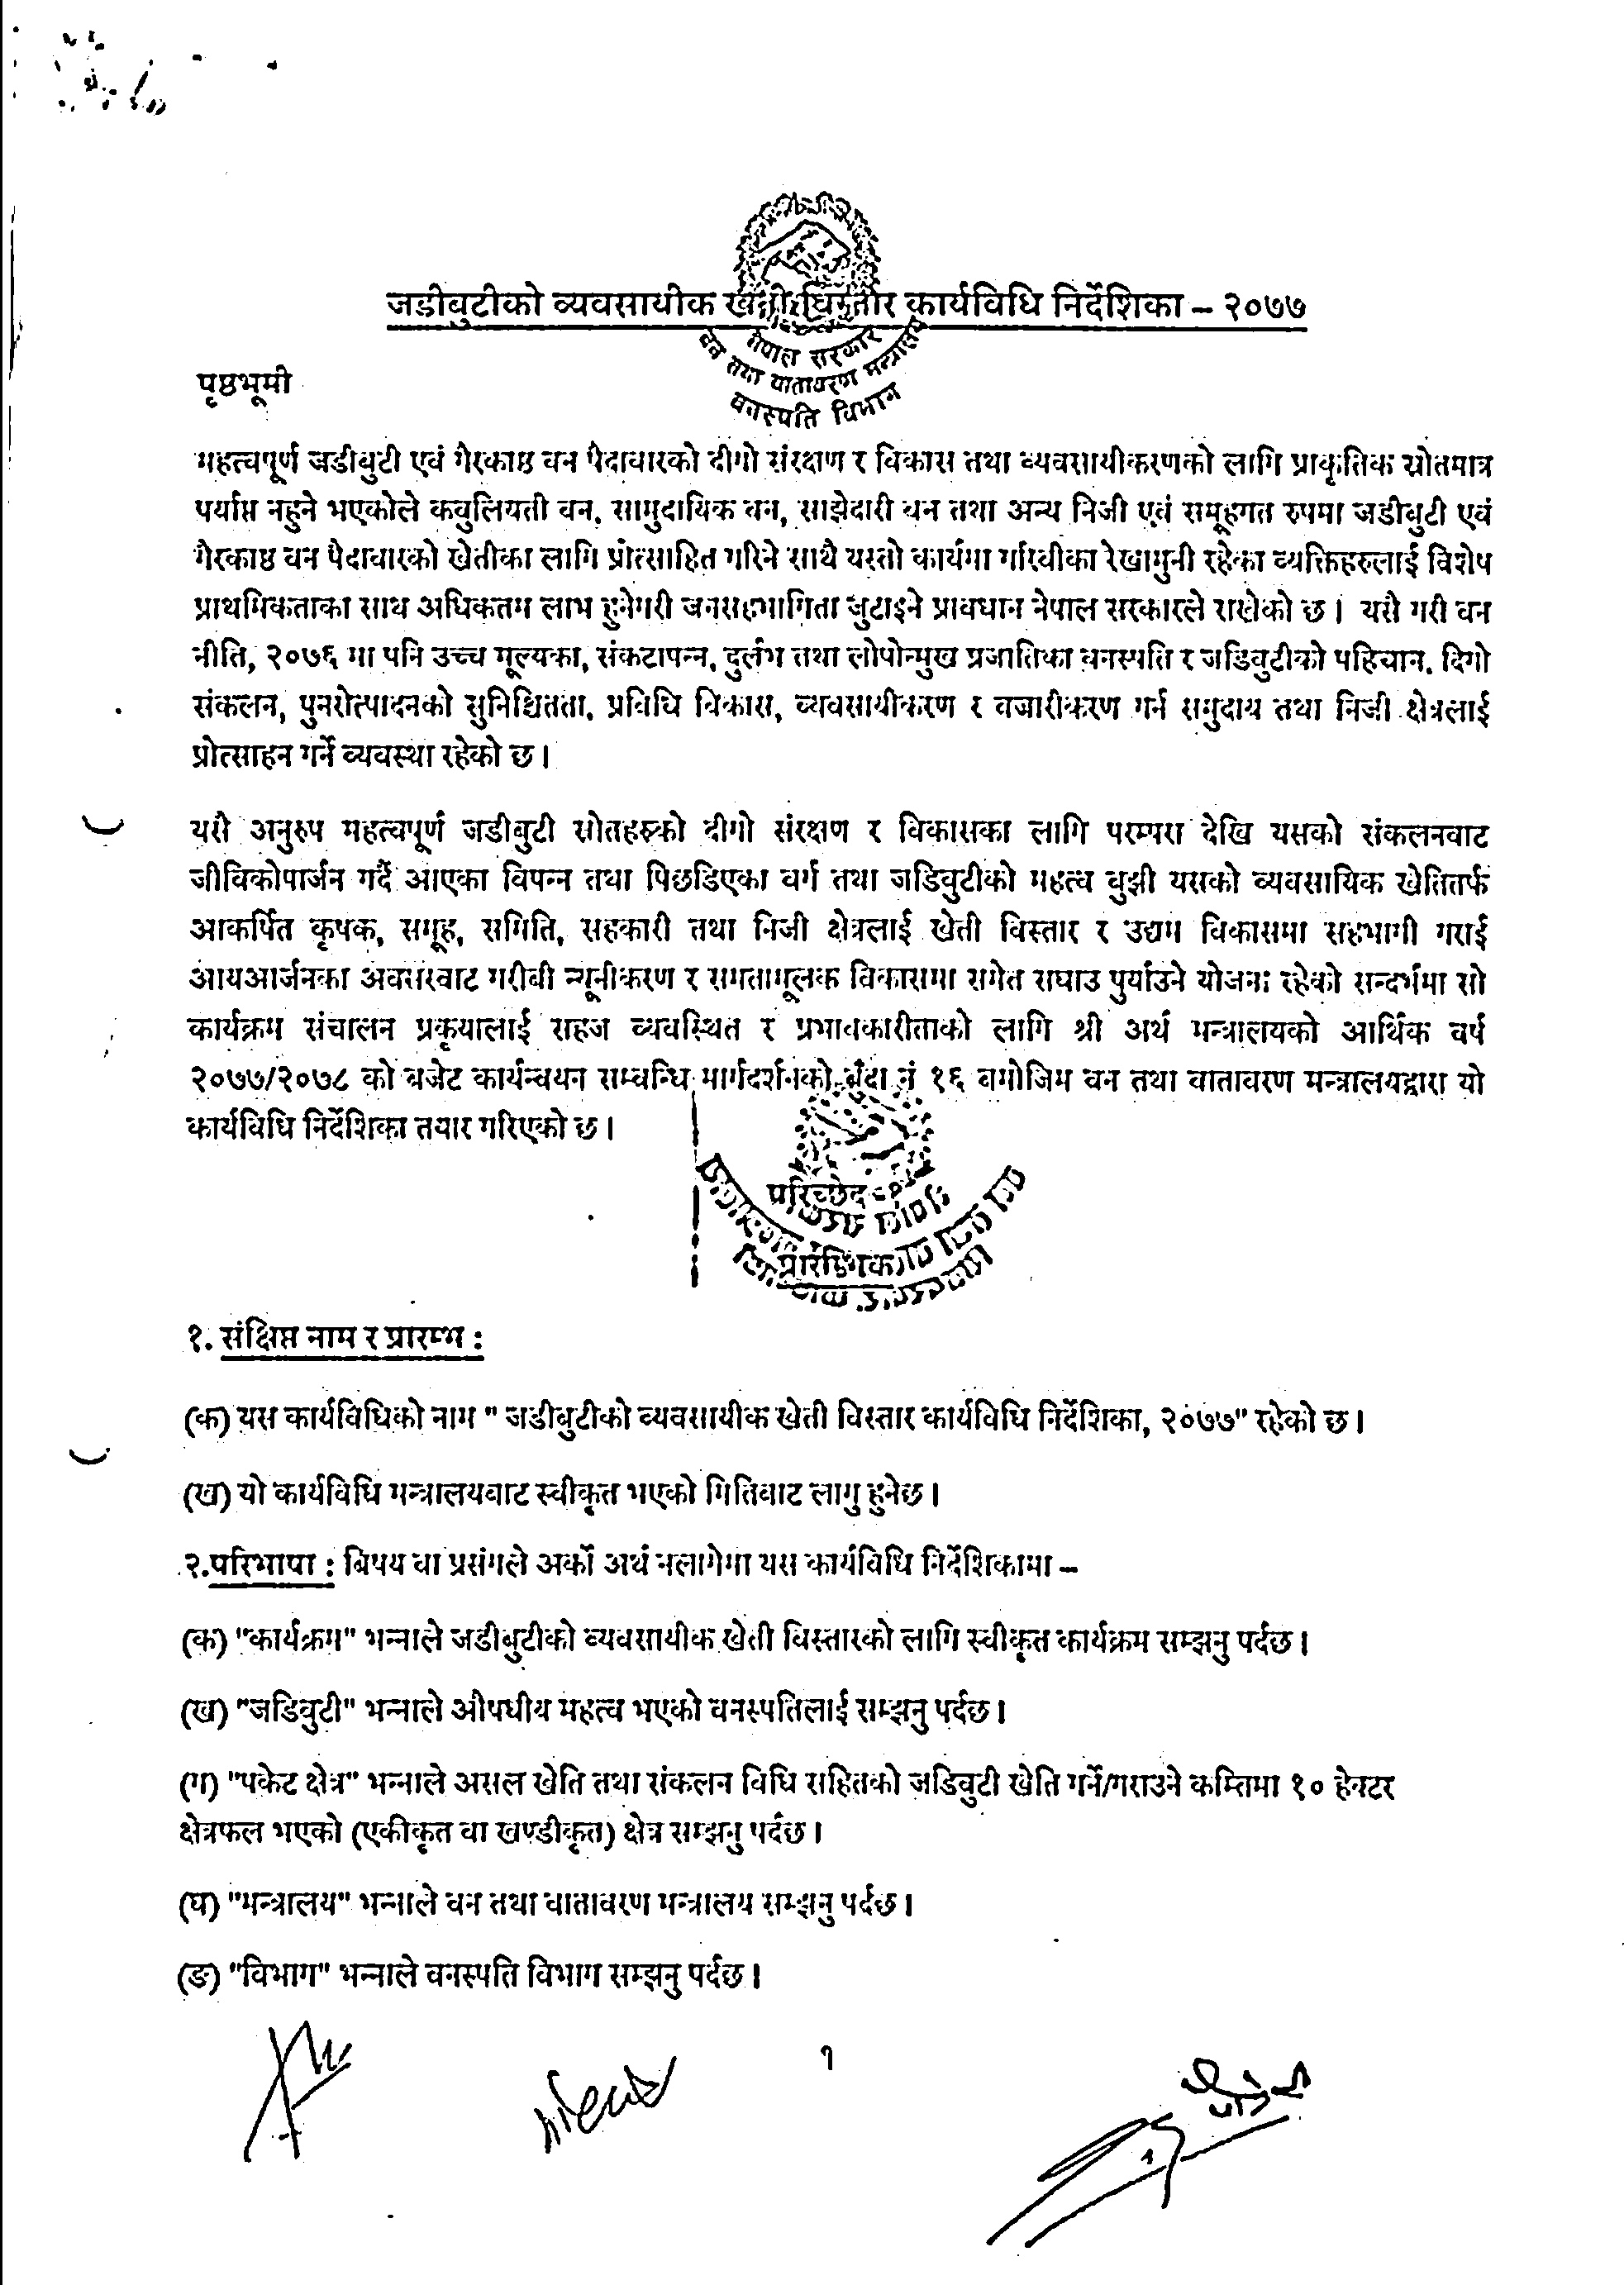 जडीवुटीको व्यवसायीक खेती विस्तार कार्यविधि निर्देशिका – २०७७
नेपाल सरकार
वन तथा वातावरण मन्त्रालय
वनस्पति विभाग
पृष्ठभूमी
महत्वपूर्ण जडीवुटी एवं गैरकाष्ठ वन पैदावारको दीगो संरक्षण र विकास तथा व्यवसायीकरणको लागि प्राकृतिक स्रोतमात्र
पर्याप्त नहुने भएकोले कवुलियती वन, सामुदायिक वन, साझेदारी वन तथा अन्य निजी एवं समूहगत रुपमा जडीवुटी एवं
गैरकाष्ठ वन पैदावारको खेतीका लागि प्रोत्साहित गरिने साथै यस्तो कार्यमा गरिवीका रेखामुनी रहेका व्यक्तिहरुलाई विशेष
प्राथमिकताका साथ अधिकतम लाभ हुनेगरी जनसहभागिता जुटाइने प्रावधान नेपाल सरकारले राखेको छ। यसै गरी वन
नीति, २०७६ मा पनि उच्च मूल्यका, संकटापन्न, दुर्लभ तथा लोपोन्मुख प्रजातिका वनस्पति र जडिवुटीको पहिचान, दिगो
संकलन, पुनरोत्पादनको सुनिश्चितता, प्रविधि विकास, व्यवसायीकरण र वजारीकरण गर्न समुदाय तथा निजी क्षेत्रलाई
प्रोत्साहन गर्ने व्यवस्था रहेको छ।
यसै अनुरुप महत्वपूर्ण जडीवुटी स्रोतहरुको दीगो संरक्षण र विकासका लागि परम्परा देखि यसको संकलनवाट
जीविकोपार्जन गर्दै आएका विपन्न तथा पिछडिएका वर्ग तथा जडिवुटीको महत्व वुझी यसको व्यवसायिक खेतितर्फ
आकर्षित कृषक, समूह, समिति, सहकारी तथा निजी क्षेत्रलाई खेती विस्तार र उद्यम विकासमा सहभागी गराई
आयआर्जनका अवसरवाट गरीवी न्यूनीकरण र समतामूलक विकासमा समेत सघाउ पुर्याउने योजना रहेको सन्दर्भमा सो
कार्यक्रम संचालन प्रकृयालाई सहज व्यवस्थित र प्रभावकारीताको लागि श्री अर्थ मन्त्रालयको आर्थिक वर्ष
२०७७/२०७८ को वजेट कार्यन्वयन सम्वन्धि मार्गदर्शनको वुंदा नं १६ वमोजिम वन तथा वातावरण मन्त्रालयद्वारा यो
कार्यविधि निर्देशिका तयार गरिएको छ।
परिच्छेद -१
प्रारम्भिक
१. संक्षिप्त नाम र प्रारम्भ :
(क) यस कार्यविधिको नाम " जडीवुटीको व्यवसायीक खेती विस्तार कार्यविधि निर्देशिका, २०७७" रहेको छ।
(ख) यो कार्यविधि मन्त्रालयवाट स्वीकृत भएको मितिवाट लागु हुनेछ।
२.परिभाषा : विषय वा प्रसंगले अर्को अर्थ नलागेमा यस कार्यविधि निर्देशिकामा –
(क) "कार्यक्रम" भन्नाले जडीवुटीको व्यवसायीक खेती विस्तारको लागि स्वीकृत कार्यक्रम सम्झनु पर्दछ।
(ख) "जडिवुटी" भन्नाले औषधीय महत्व भएको वनस्पतिलाई सम्झनु पर्दछ।
(ग) "पकेट क्षेत्र" भन्नाले असल खेति तथा संकलन विधि सहितको जडिवुटी खेति गर्ने/गराउने कम्तिमा १० हेक्टर
क्षेत्रफल भएको (एकीकृत वा खण्डीकृत) क्षेत्र सम्झनु पर्दछ।
(घ) "मन्त्रालय" भन्नाले वन तथा वातावरण मन्त्रालय सम्झनु पर्दछ।
(ङ) "विभाग" भन्नाले वनस्पति विभाग सम्झनु पर्दछ।
१